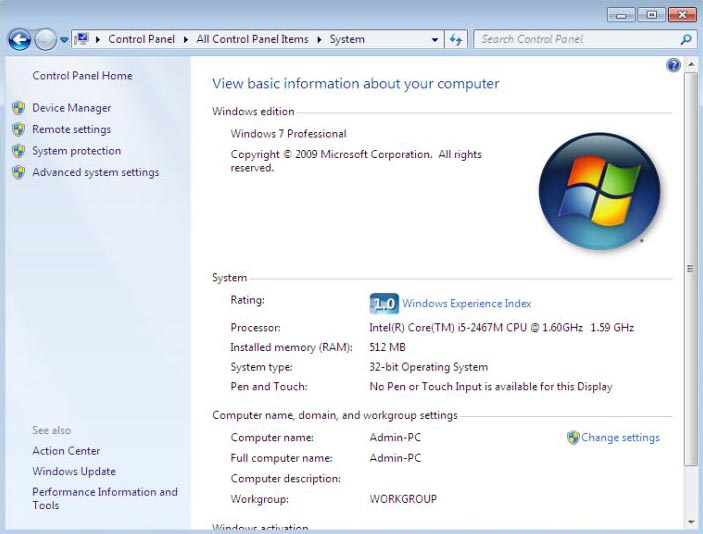 Control Panel All Control Panel Items System
Search Control Panel
Control Panel Home
Device Manager
Remote settings
System protection
Advanced system settings
See also
Action Center
Windows Update
Performance Information and
Tools
View basic information about your computer
Windows edition
Windows 7 Professional
Copyright © 2009 Microsoft Corporation. All rights
reserved.
System
Rating: 1.0 Windows Experience Index
Processor: Intel(R) Core(TM) i5-2467M CPU @ 1.60GHz 1.59 GHz
Installed memory (RAM): 512 MB
System type: 32-bit Operating System
Pen and Touch: No Pen or Touch Input is available for this Display
Computer name, domain, and workgroup settings
Computer name: Admin-PC Change settings
Full computer name: Admin-PC
Computer description:
Workgroup: WORKGROUP
Windows activation